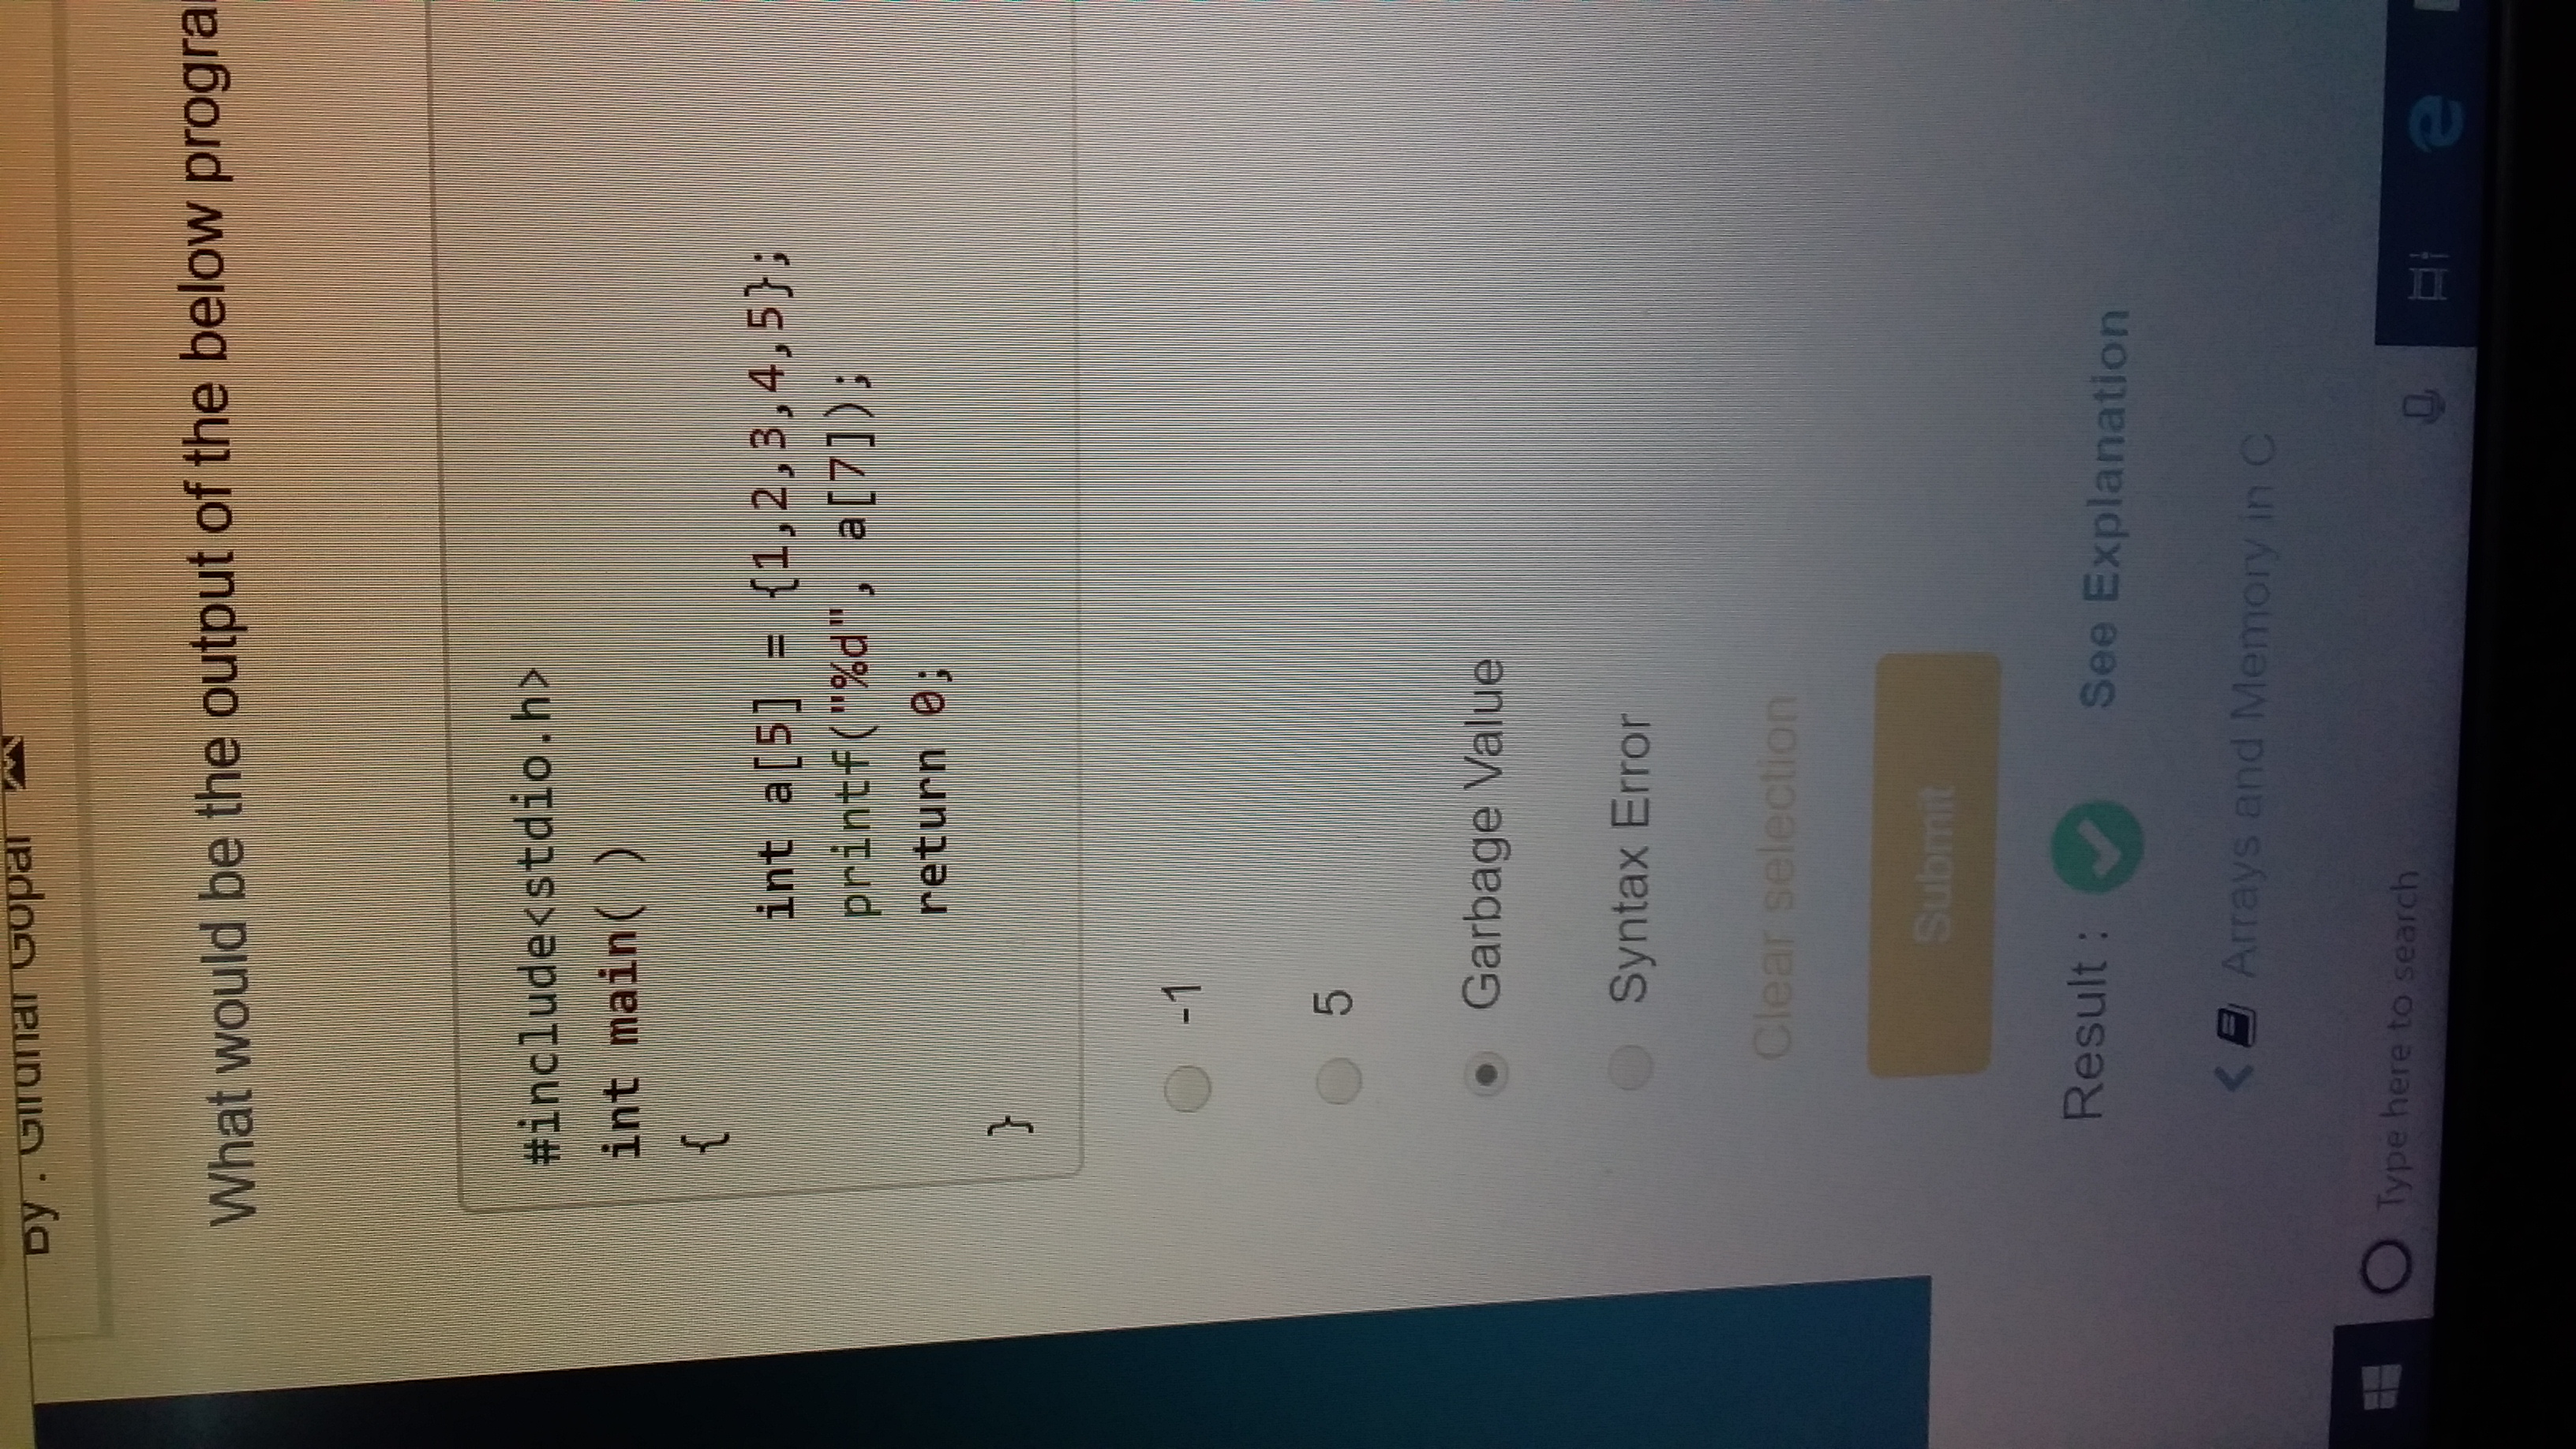 By : Girdhar Gopal
What would be the output of the below progra
#include<stdio.h>
int main( )
{
int a[5] = {1,2,3,4,5};
printf("%d", a[7]);
return 0;
}
-1
5
Garbage Value
Syntax Error
Clear selection
Submit
Result :
See Explanation
Arrays and Memory in C
Type here to search